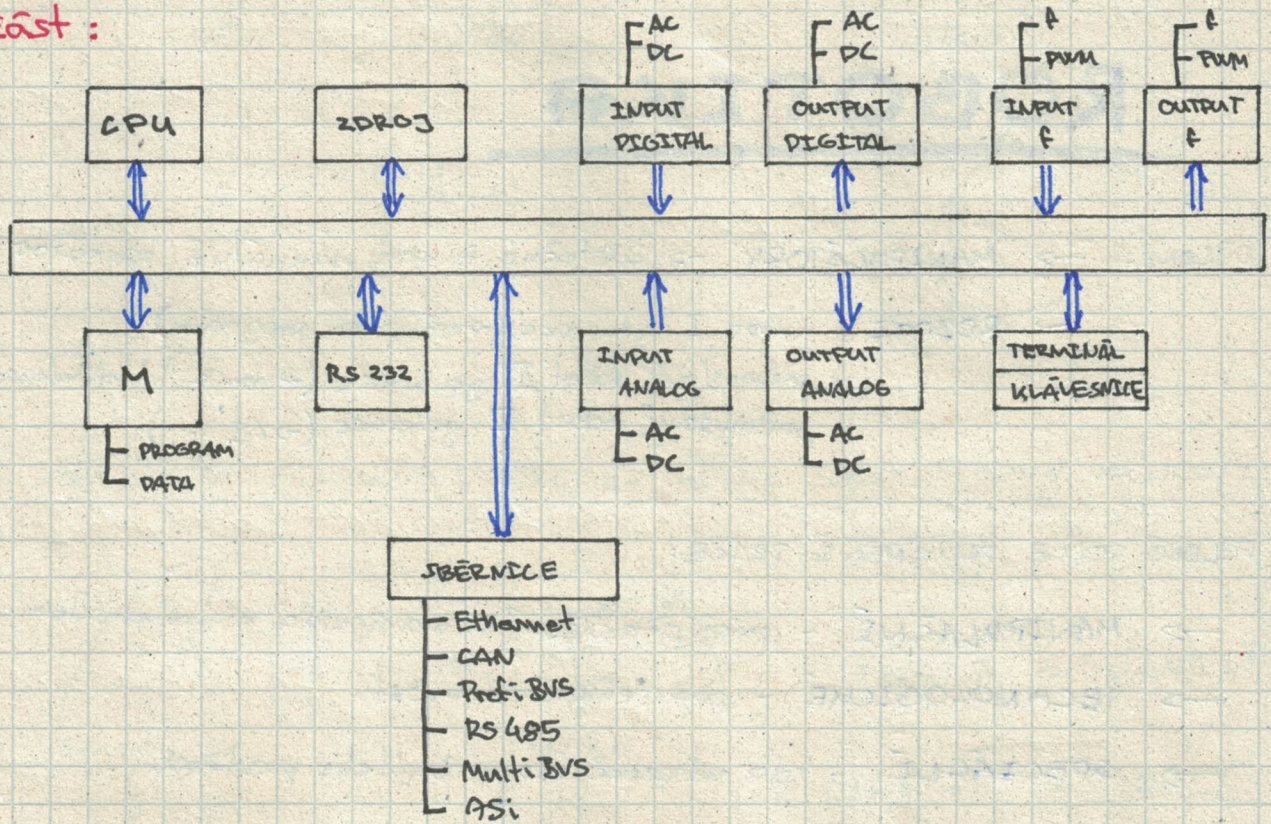 část :
AC
DC
AC
DC
f
PWM
f
PWM
CPU
ZDROJ
INPUT
DIGITAL
OUTPUT
DIGITAL
INPUT
f
OUTPUT
f
M
PROGRAM
DATA
RS 232
INPUT
ANALOG
AC
DC
OUTPUT
ANALOG
AC
DC
TERMINÁL
KLÁVESNICE
SBĚRNICE
Ethernet
CAN
ProfiBUS
RS 485
MultiBUS
ASi